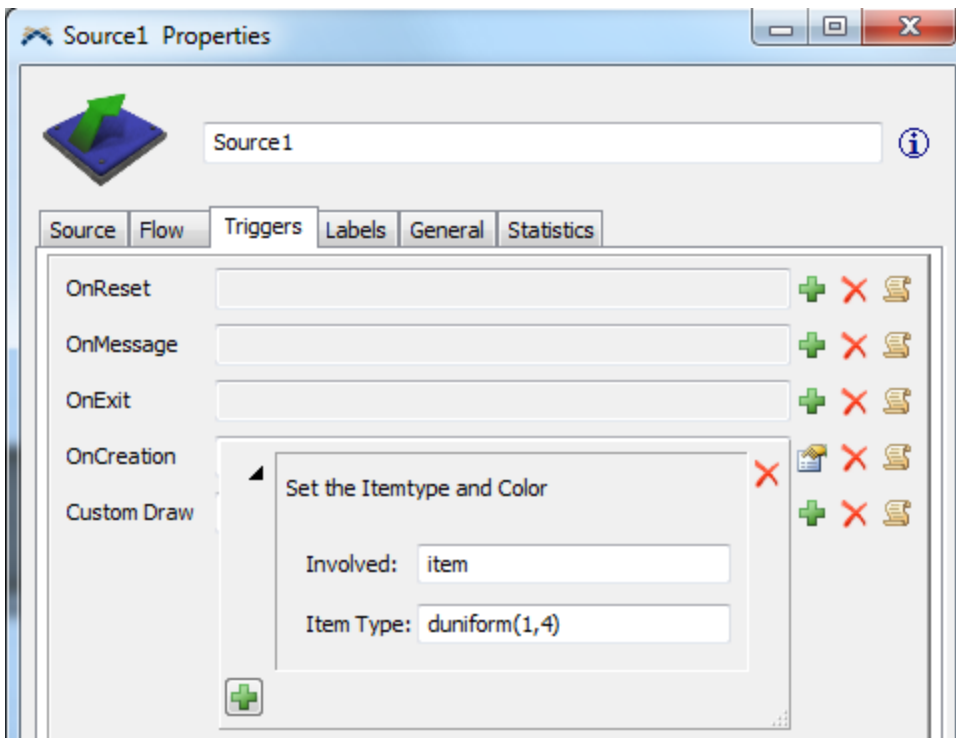 Source1 Properties
Source1
Source Flow Triggers Labels General Statistics
OnReset
OnMessage
OnExit
OnCreation
Set the Itemtype and Color
Custom Draw
Involved: item
Item Type: duniform(1,4)